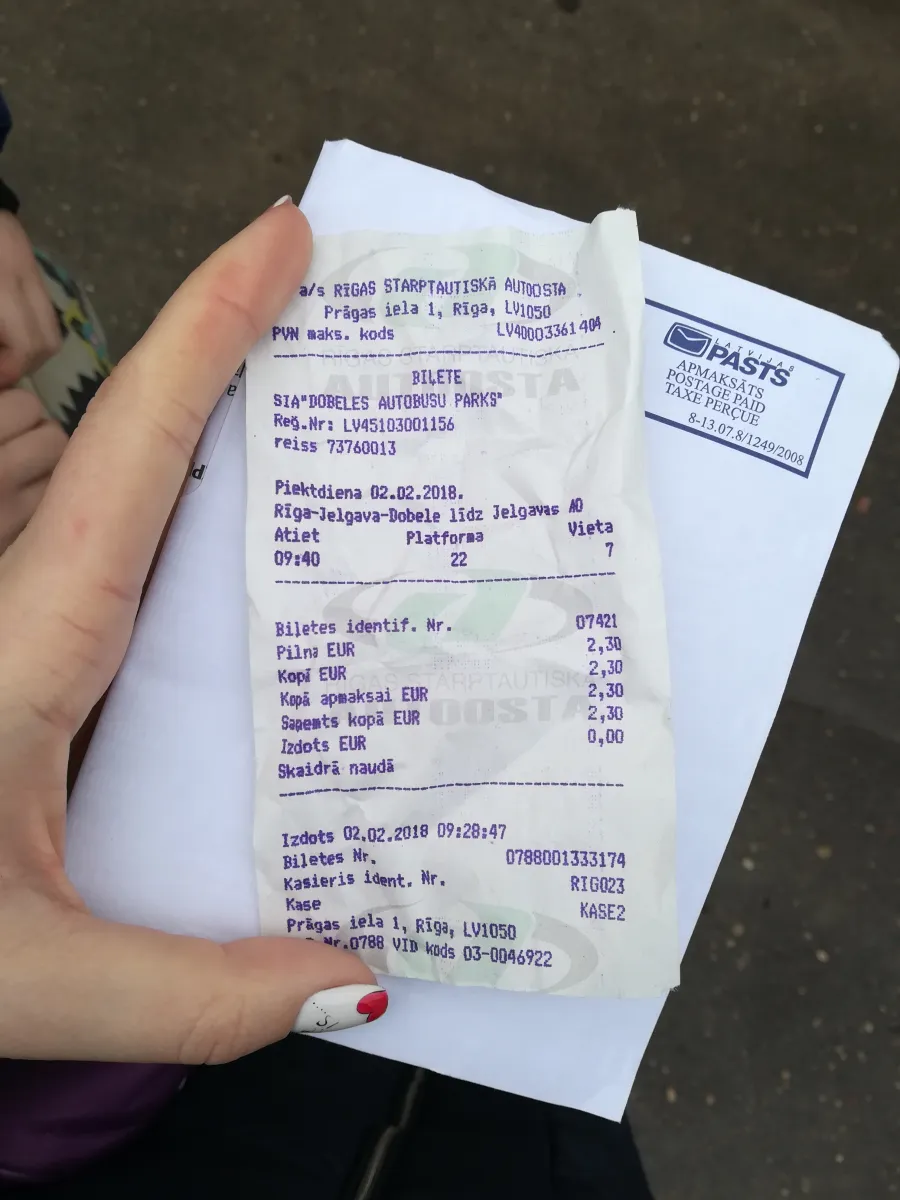 a/s RĪGAS STARPTAUTISKĀ AUTOOSTA
Prāgas iela 1, Rīga, LV1050
PVN maks. kods LV40003361404
BIĻETE
SIA"DOBELES AUTOBUSU PARKS"
Reģ.Nr: LV45103001156
reiss 73760013
Piektdiena 02.02.2018.
Rīga-Jelgava-Dobele līdz Jelgavas AO
Atiet Platforma Vieta
09:40 22 7
Biļetes identif. Nr. 07421
Pilna EUR 2,30
Kopā EUR 2,30
Kopā apmaksai EUR 2,30
Saņemts kopā EUR 2,30
Izdots EUR 0,00
Skaidrā naudā
Izdots 02.02.2018 09:28:47
Biļetes Nr. 0788001333174
Kasieris ident. Nr. RIG023
Kase KASE2
Prāgas iela 1, Rīga, LV1050
Nr.0788 VID kods 03-0046922
LATVIJAS
PASTS
APMAKSĀTS
POSTAGE PAID
TAXE PERÇUE
8-13.07.8/1249/2008